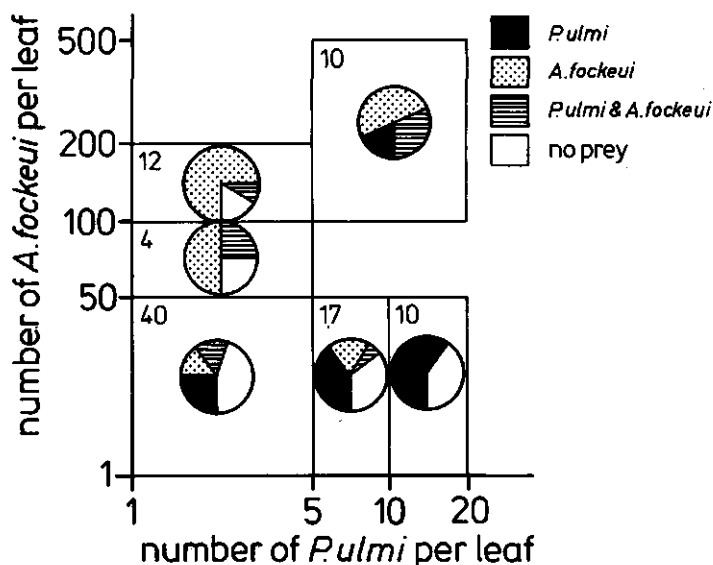 500
200
100
50
1
number of A.fockeui per leaf
10
12
4
40
17
10
1
5
10
20
number of P.ulmi per leaf
P.ulmi
A.fockeui
P.ulmi & A.fockeui
no prey